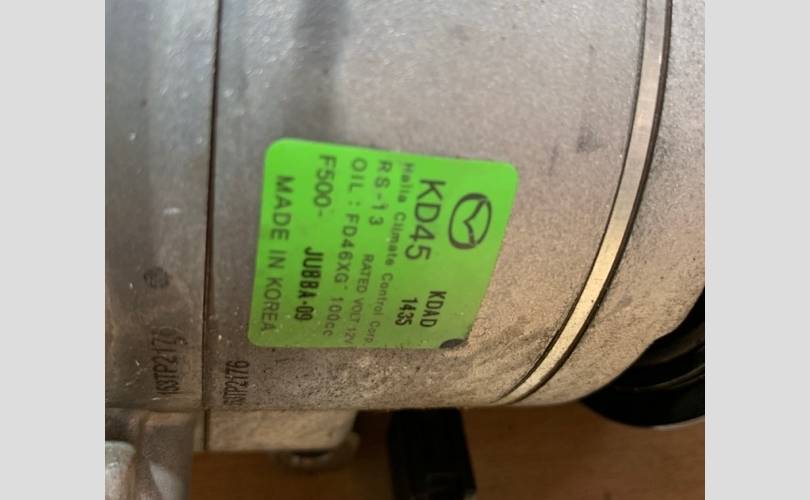 KD45 KDAD
1435
Halla Climate Control Corp.
RS-13 RATED VOLT 12V
OIL : FD46XG 100cc
F500- JUBBA-09
MADE IN KOREA